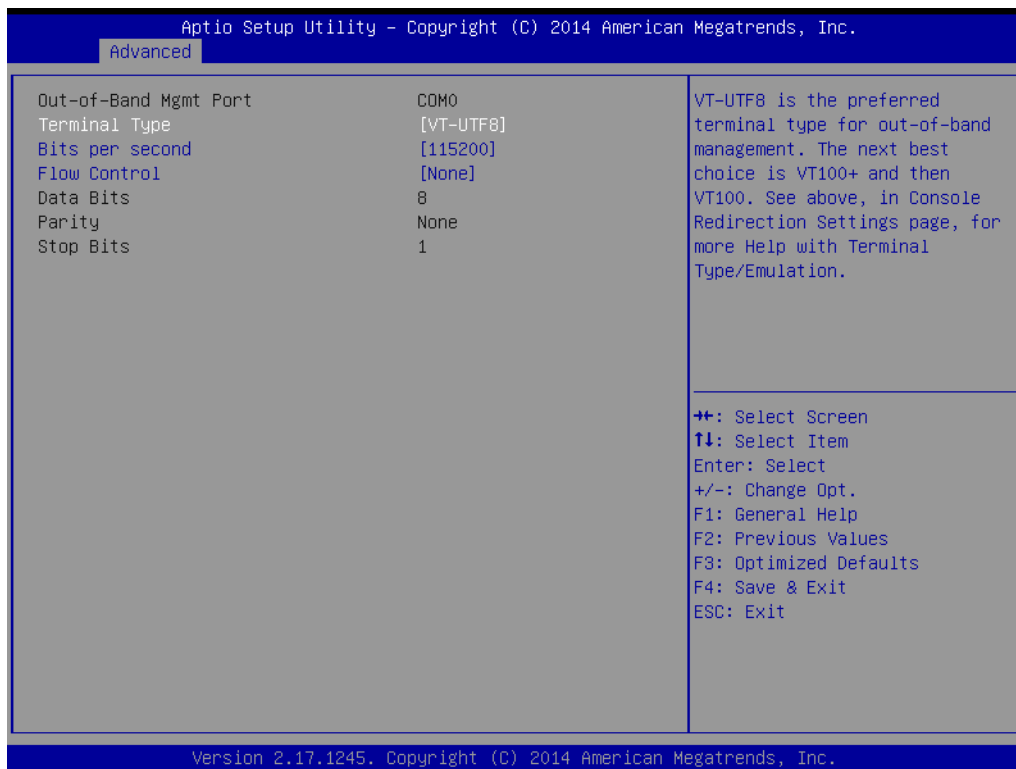 Aptio Setup Utility – Copyright (C) 2014 American Megatrends, Inc.
Advanced
Out-of-Band Mgmt Port COM0
Terminal Type [VT-UTF8]
Bits per second [115200]
Flow Control [None]
Data Bits 8
Parity None
Stop Bits 1
VT-UTF8 is the preferred
terminal type for out-of-band
management. The next best
choice is VT100+ and then
VT100. See above, in Console
Redirection Settings page, for
more Help with Terminal
Type/Emulation.
→←: Select Screen
↑↓: Select Item
Enter: Select
+/-: Change Opt.
F1: General Help
F2: Previous Values
F3: Optimized Defaults
F4: Save & Exit
ESC: Exit
Version 2.17.1245. Copyright (C) 2014 American Megatrends, Inc.